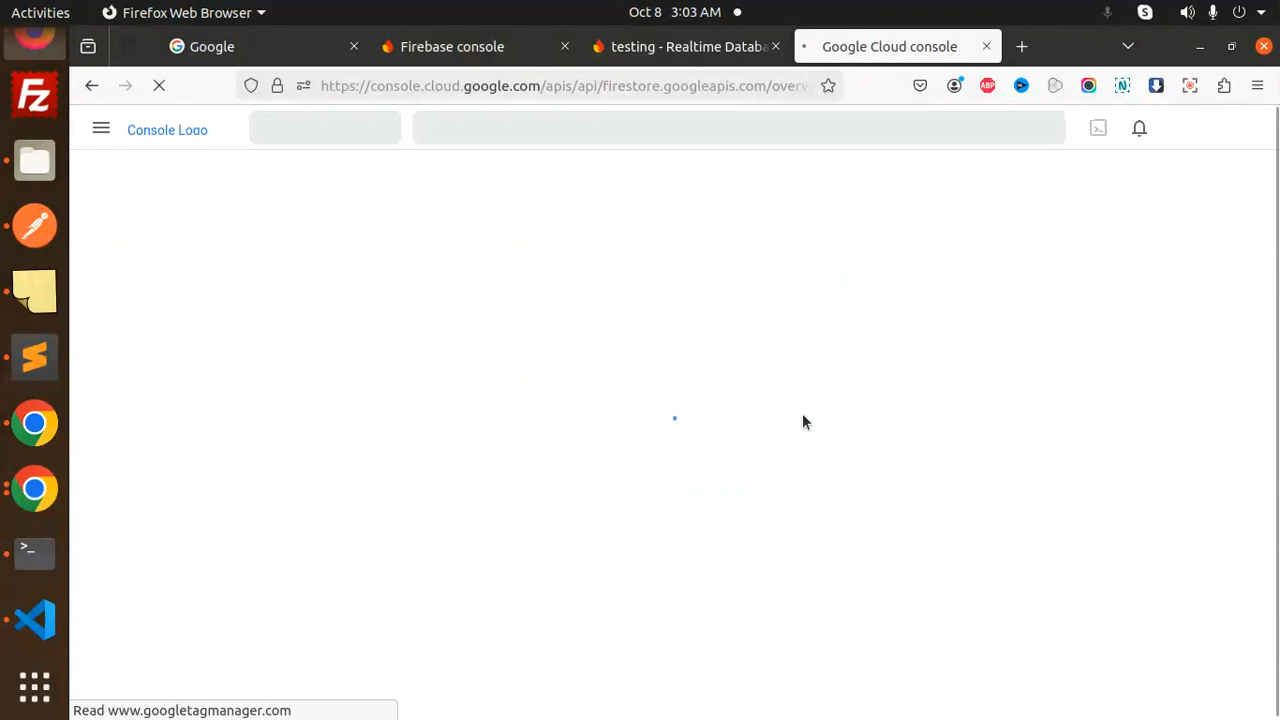 Activities
Firefox Web Browser
Oct 8 3:03 AM
Google
Firebase console
testing - Realtime Databa
Google Cloud console
https://console.cloud.google.com/apis/api/firestore.googleapis.com/overv
Console Logo
Read www.googletagmanager.com